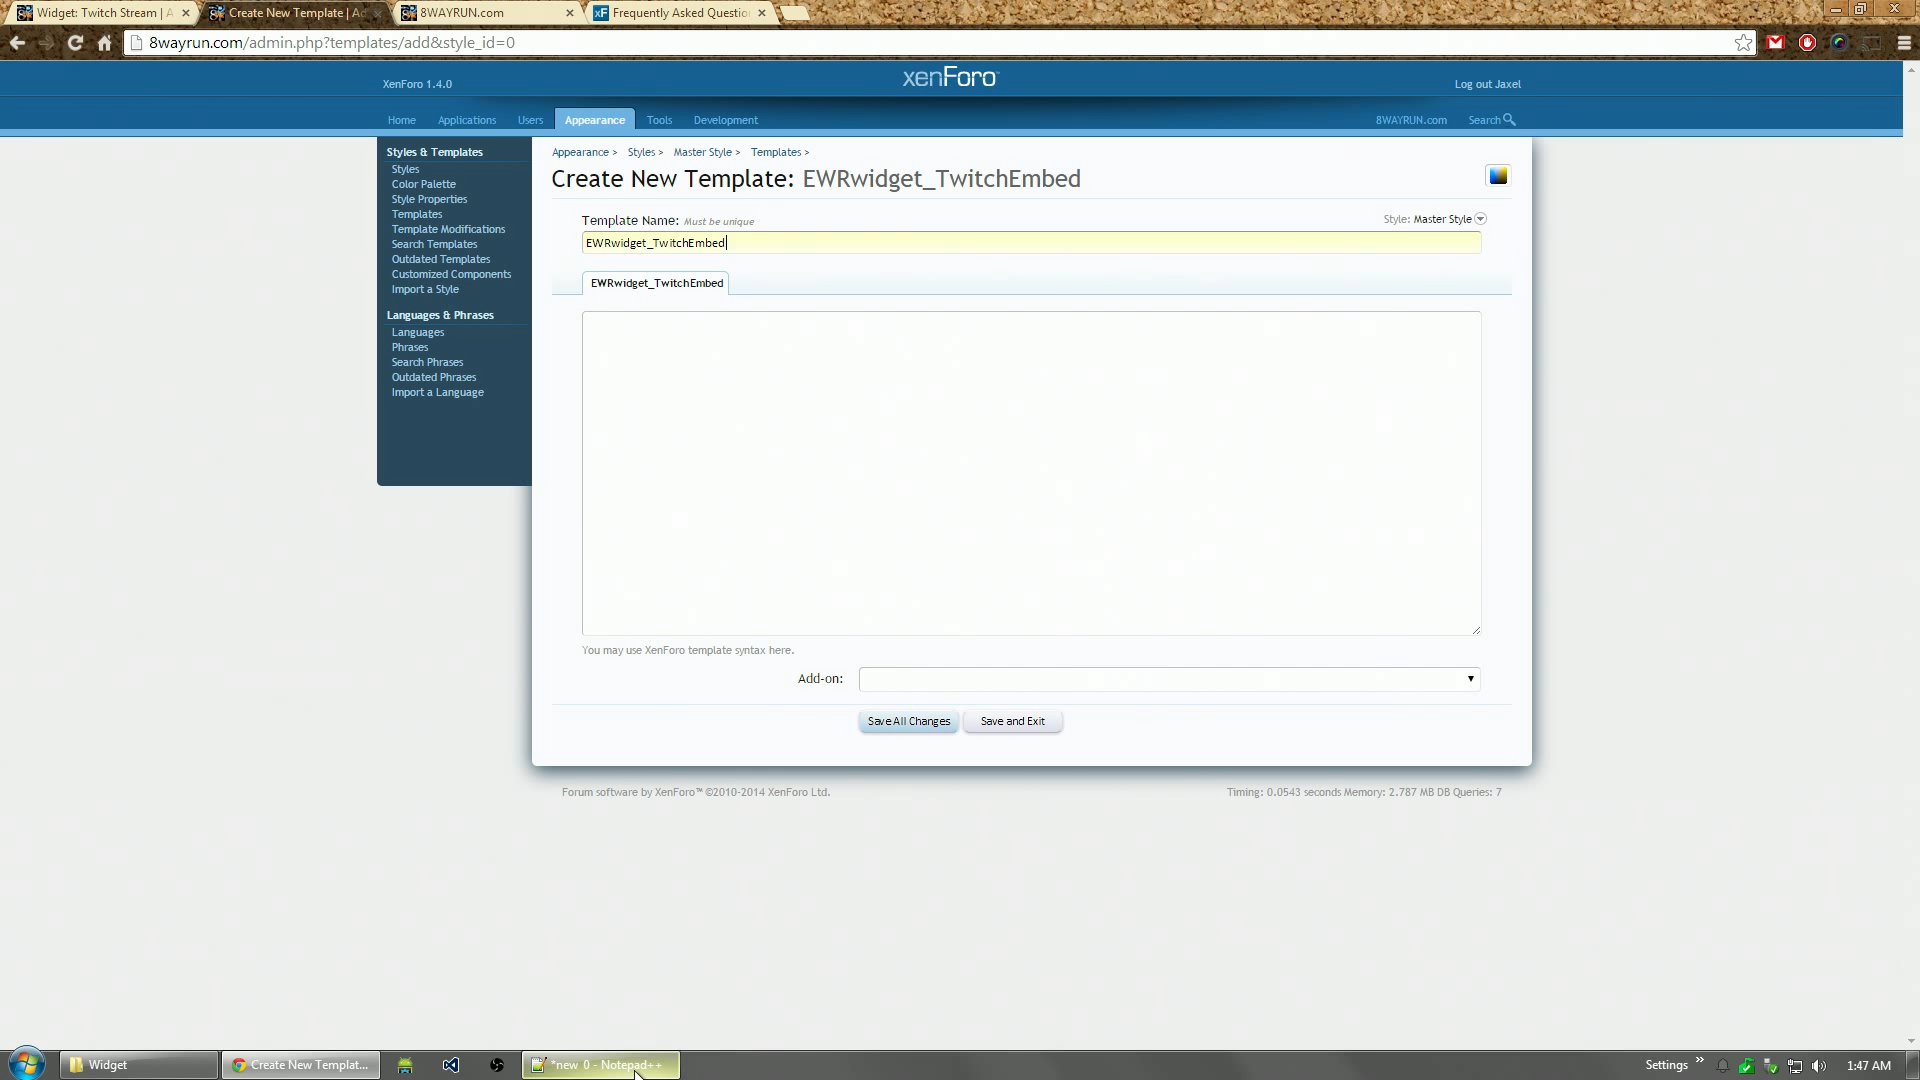 Widget: Twitch Stream | A
Create New Template | Ad
8WAYRUN.com
xF Frequently Asked Questio
8wayrun.com/admin.php?templates/add&style_id=0
XenForo 1.4.0
xenForo
Log out Jaxel
Home Applications Users Appearance Tools Development
8WAYRUN.com Search
Styles & Templates
Styles
Color Palette
Style Properties
Templates
Template Modifications
Search Templates
Outdated Templates
Customized Components
Import a Style
Languages & Phrases
Languages
Phrases
Search Phrases
Outdated Phrases
Import a Language
Appearance > Styles > Master Style > Templates >
Create New Template: EWRwidget_TwitchEmbed
Template Name: Must be unique
Style: Master Style
EWRwidget_TwitchEmbed
EWRwidget_TwitchEmbed
You may use XenForo template syntax here.
Add-on:
Save All Changes Save and Exit
Forum software by XenForo™ ©2010-2014 XenForo Ltd.
Timing: 0.0543 seconds Memory: 2.787 MB DB Queries: 7
Widget
Create New Templat...
*new 0 - Notepad++
Settings »
1:47 AM